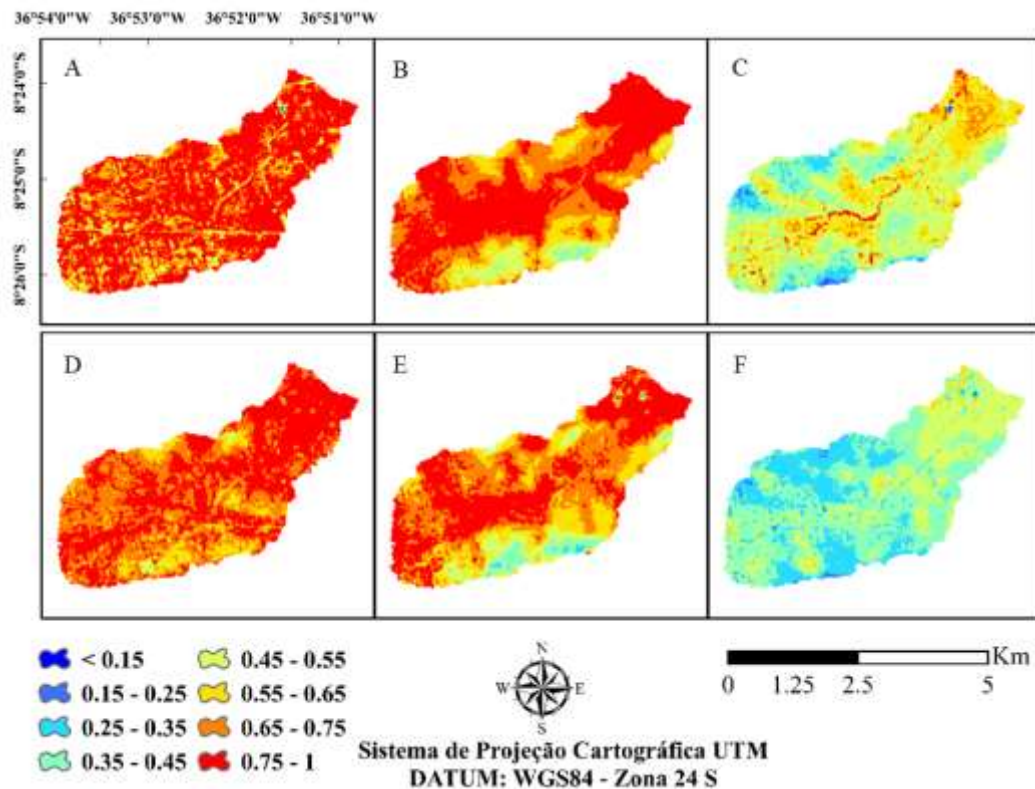 36°54'0"W 36°53'0"W 36°52'0"W 36°51'0"W
8°24'0"S
8°25'0"S
8°26'0"S
A B C
D E F
< 0.15 0.45 - 0.55
0.15 - 0.25 0.55 - 0.65
0.25 - 0.35 0.65 - 0.75
0.35 - 0.45 0.75 - 1
N
W E
S
Km
0 1.25 2.5 5
Sistema de Projeção Cartográfica UTM
DATUM: WGS84 - Zona 24 S